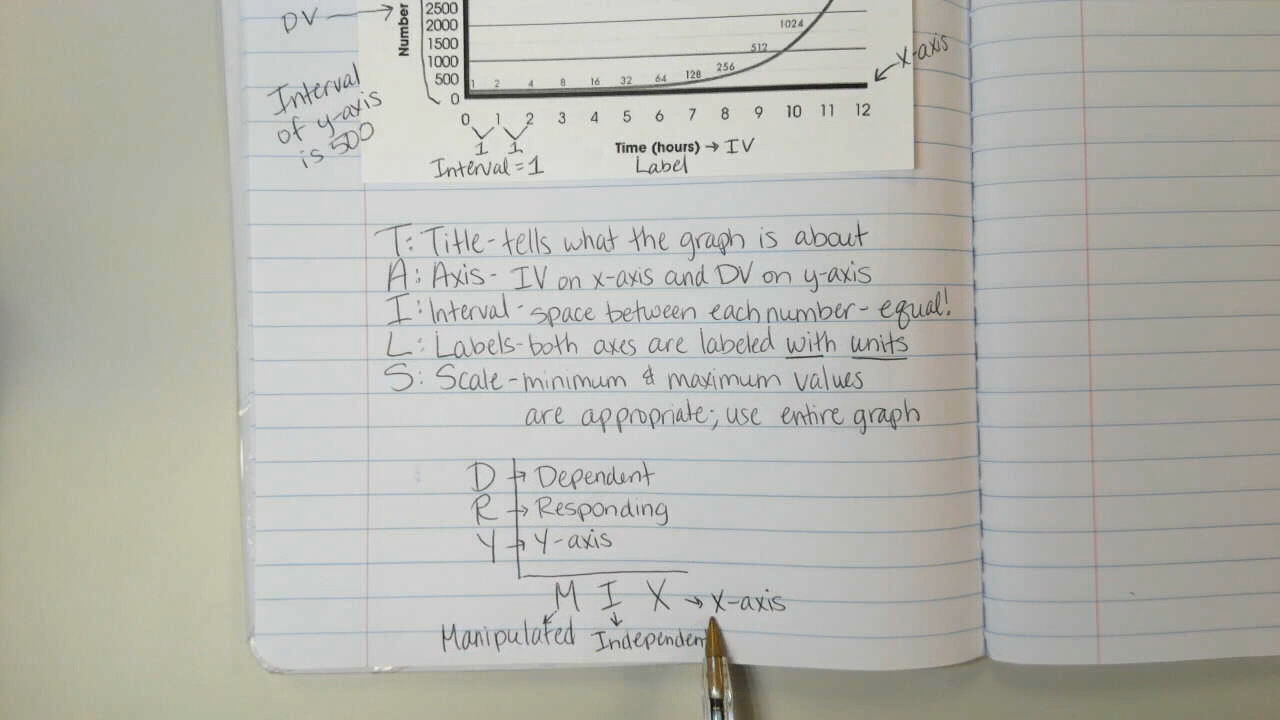 DV →
Number
2500
2000
1500
1000
500
0
1 2 4 8 16 32 64 128 256 512 1024
← X-axis
0 1 2 3 4 5 6 7 8 9 10 11 12
1 1
Interval = 1
Time (hours) → IV
Label
Interval
of y-axis
is 500
T: Title - tells what the graph is about
A: Axis - IV on x-axis and DV on y-axis
I: Interval - space between each number - equal!
L: Labels - both axes are labeled with units
S: Scale - minimum & maximum values
are appropriate; use entire graph
D → Dependent
R → Responding
Y → Y-axis
M I X → X-axis
Manipulated Independent